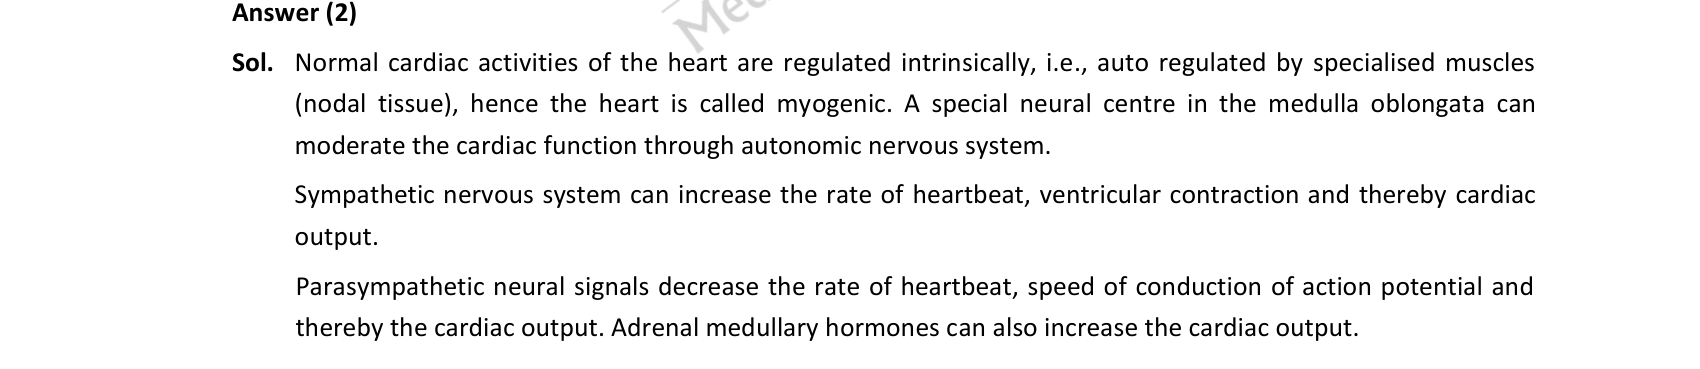 Answer (2)
Sol. Normal cardiac activities of the heart are regulated intrinsically, i.e., auto regulated by specialised muscles
(nodal tissue), hence the heart is called myogenic. A special neural centre in the medulla oblongata can
moderate the cardiac function through autonomic nervous system.
Sympathetic nervous system can increase the rate of heartbeat, ventricular contraction and thereby cardiac
output.
Parasympathetic neural signals decrease the rate of heartbeat, speed of conduction of action potential and
thereby the cardiac output. Adrenal medullary hormones can also increase the cardiac output.